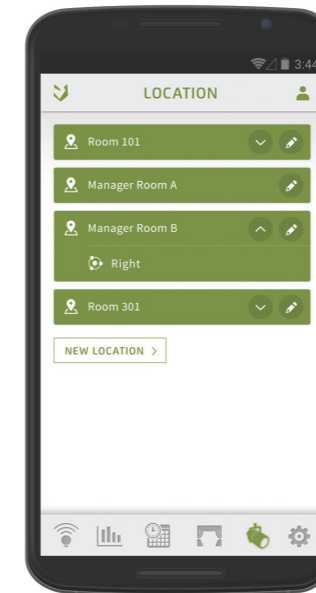 3:44
LOCATION
Room 101
Manager Room A
Manager Room B
Right
Room 301
NEW LOCATION >